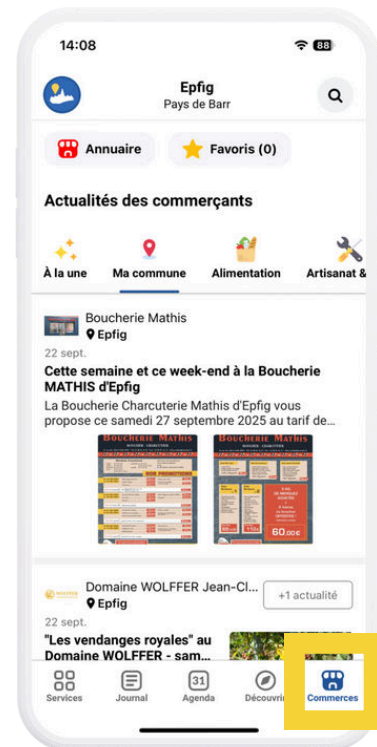 14:08
88
Epfig
Pays de Barr
Annuaire
Favoris (0)
Actualités des commerçants
À la une Ma commune Alimentation Artisanat &
Boucherie Mathis
Epfig
22 sept.
Cette semaine et ce week-end à la Boucherie
MATHIS d'Epfig
La Boucherie Charcuterie Mathis d'Epfig vous
propose ce samedi 27 septembre 2025 au tarif de…
BOUCHERIE MATHIS BOUCHERIE MATHIS
NOS PROMOTIONS
60.00€
Domaine WOLFFER Jean-Cl…
+1 actualité
Epfig
22 sept.
"Les vendanges royales" au
Domaine WOLFFER - sam…
31
Services Journal Agenda Découvrir Commerces